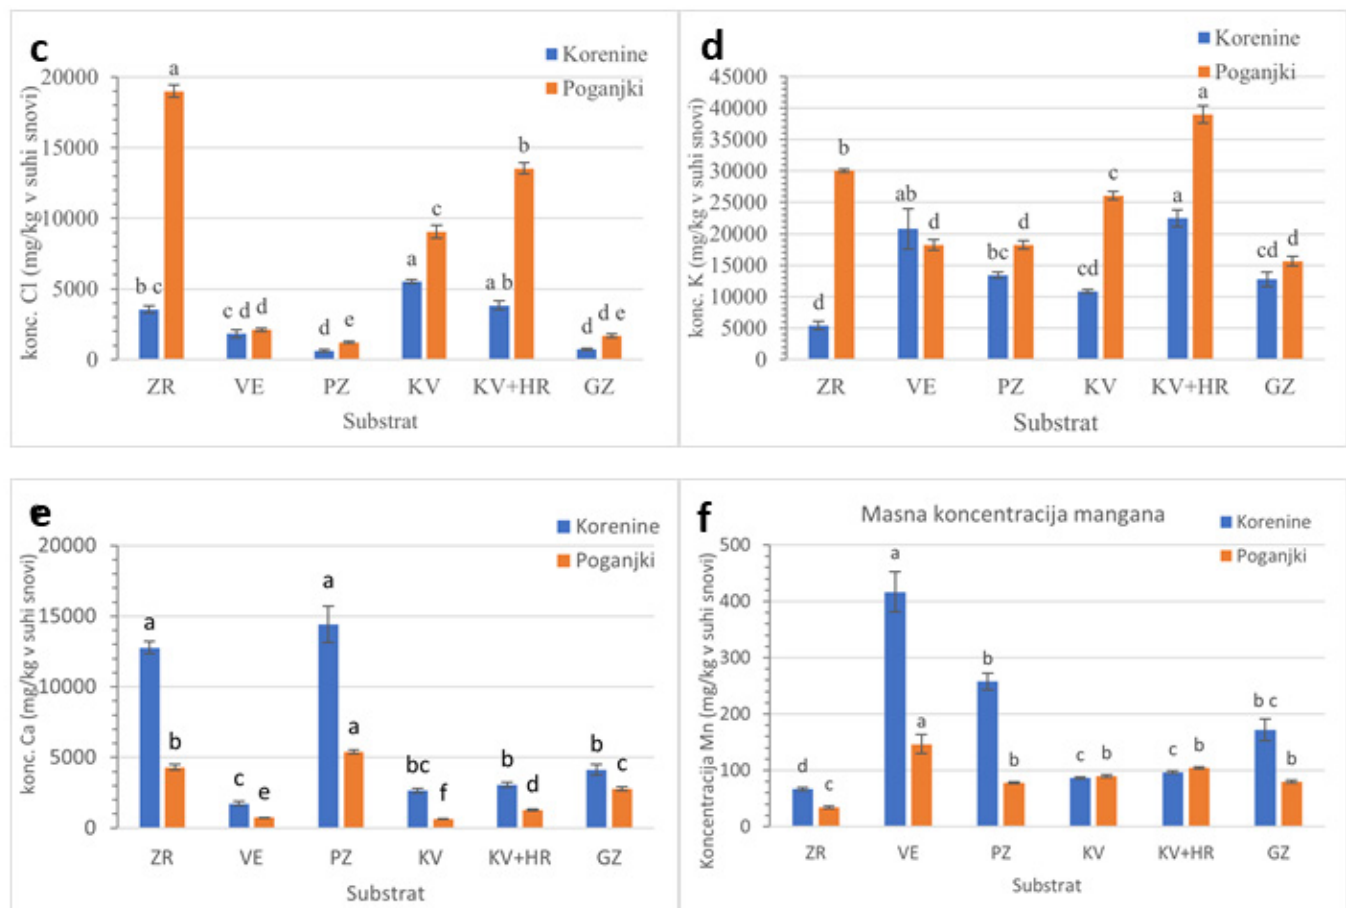 c
Korenine
Poganjki
konc. Cl (mg/kg v suhi snovi)
20000
15000
10000
5000
0
a
b c
c d
d
d
e
a
c
a b
b
d
d e
ZR
VE
PZ
KV
KV+HR
GZ
Substrat
d
Korenine
Poganjki
konc. K (mg/kg v suhi snovi)
45000
40000
35000
30000
25000
20000
15000
10000
5000
0
d
b
ab
d
bc
d
cd
c
a
a
cd
d
ZR
VE
PZ
KV
KV+HR
GZ
Substrat
e
Korenine
Poganjki
konc. Ca (mg/kg v suhi snovi)
20000
15000
10000
5000
0
a
b
c
e
a
a
bc
f
b
d
b
c
ZR
VE
PZ
KV
KV+HR
GZ
Substrat
f
Masna koncentracija mangana
Korenine
Poganjki
Koncentracija Mn (mg/kg v suhi snovi)
500
400
300
200
100
0
d
c
a
a
b
b
c
b
c
b
b c
b
ZR
VE
PZ
KV
KV+HR
GZ
Substrat